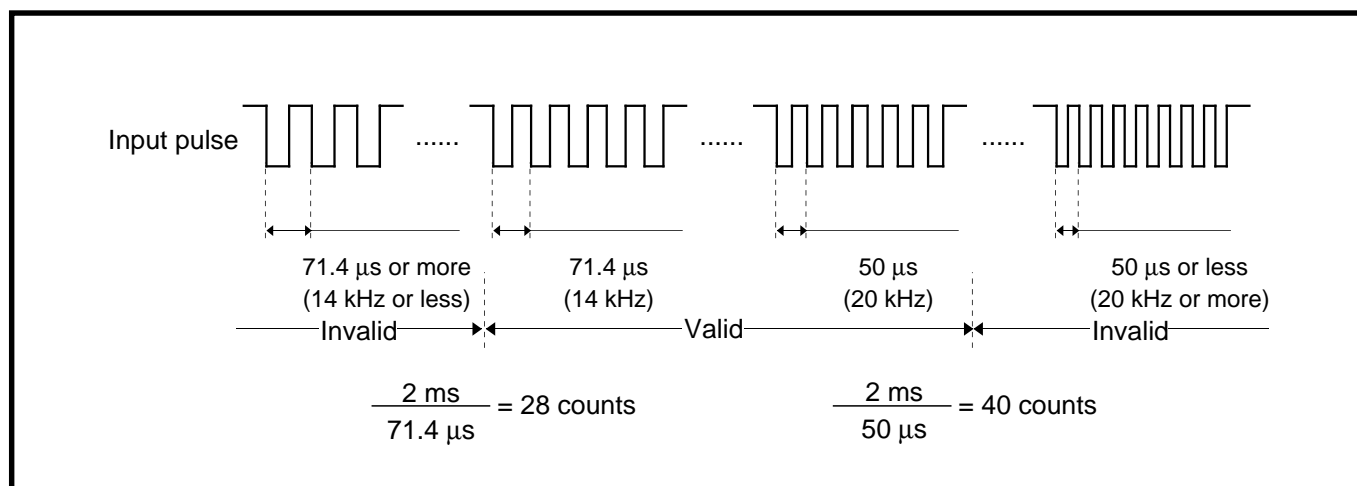 Input pulse ...... ...... ......
71.4 μs or more 71.4 μs 50 μs 50 μs or less
(14 kHz or less) (14 kHz) (20 kHz) (20 kHz or more)
Invalid Valid Invalid
2 ms 2 ms
= 28 counts = 40 counts
71.4 μs 50 μs